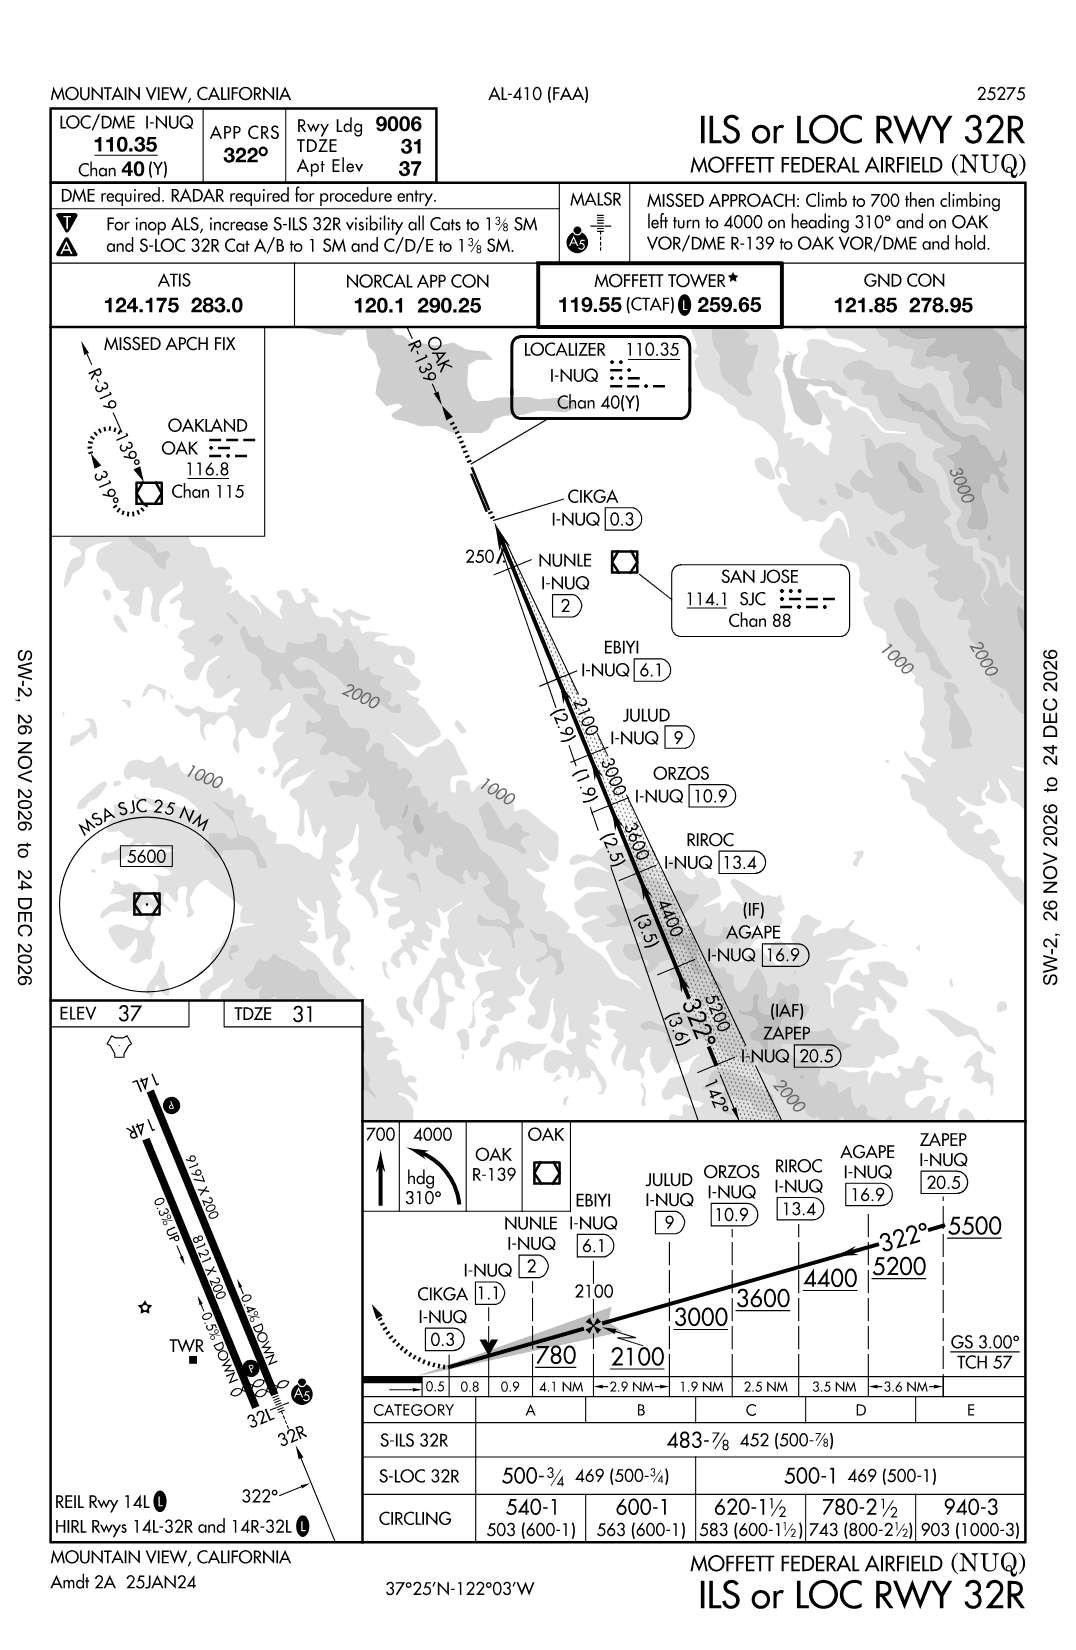 MOUNTAIN VIEW, CALIFORNIA
AL-410 (FAA)
25275
ILS or LOC RWY 32R
MOFFETT FEDERAL AIRFIELD (NUQ)
LOC/DME I-NUQ
110.35
Chan 40 (Y)
APP CRS
322°
Rwy Ldg 9006
TDZE 31
Apt Elev 37
DME required. RADAR required for procedure entry.
T
A
For inop ALS, increase S-ILS 32R visibility all Cats to 1⅜ SM
and S-LOC 32R Cat A/B to 1 SM and C/D/E to 1⅜ SM.
MALSR
A5
MISSED APPROACH: Climb to 700 then climbing
left turn to 4000 on heading 310° and on OAK
VOR/DME R-139 to OAK VOR/DME and hold.
ATIS
124.175 283.0
NORCAL APP CON
120.1 290.25
MOFFETT TOWER★
119.55 (CTAF) L 259.65
GND CON
121.85 278.95
MISSED APCH FIX
R-319
139°
319°
OAKLAND
OAK
116.8
Chan 115
OAK
R-139
LOCALIZER 110.35
I-NUQ
Chan 40(Y)
3000
CIKGA
I-NUQ 0.3
250
NUNLE
I-NUQ
2
SAN JOSE
114.1 SJC
Chan 88
EBIYI
I-NUQ 6.1
1000
2000
2000
2100
(2.9)
JULUD
I-NUQ 9
3000
(1.9)
ORZOS
I-NUQ 10.9
1000
1000
3600
(2.5)
RIROC
I-NUQ 13.4
MSA SJC 25 NM
5600
4400
(3.5)
(IF)
AGAPE
I-NUQ 16.9
5200
322°
(3.6)
(IAF)
ZAPEP
I-NUQ 20.5
142°
2000
SW-2, 26 NOV 2026 to 24 DEC 2026
SW-2, 26 NOV 2026 to 24 DEC 2026
ELEV 37
TDZE 31
14L
P
14R
9197 X 200
0.3% UP
8121 X 200
0.4% DOWN
0.5% DOWN
TWR
P
A5
32L
32R
322°
REIL Rwy 14L L
HIRL Rwys 14L-32R and 14R-32L L
700
4000
hdg
310°
OAK
R-139
OAK
ZAPEP
I-NUQ
20.5
AGAPE
I-NUQ
16.9
RIROC
I-NUQ
13.4
ORZOS
I-NUQ
10.9
JULUD
I-NUQ
9
EBIYI
I-NUQ
6.1
NUNLE
I-NUQ
2
I-NUQ
1.1
CIKGA
I-NUQ
0.3
2100
322°
5500
5200
4400
3600
3000
2100
780
GS 3.00°
TCH 57
0.5 0.8 0.9 4.1 NM 2.9 NM 1.9 NM 2.5 NM 3.5 NM 3.6 NM
CATEGORY A B C D E
S-ILS 32R 483-⅞ 452 (500-⅞)
S-LOC 32R 500-¾ 469 (500-¾) 500-1 469 (500-1)
CIRCLING
540-1 600-1 620-1½ 780-2½ 940-3
503 (600-1) 563 (600-1) 583 (600-1½) 743 (800-2½) 903 (1000-3)
MOUNTAIN VIEW, CALIFORNIA
Amdt 2A 25JAN24
37°25'N-122°03'W
MOFFETT FEDERAL AIRFIELD (NUQ)
ILS or LOC RWY 32R